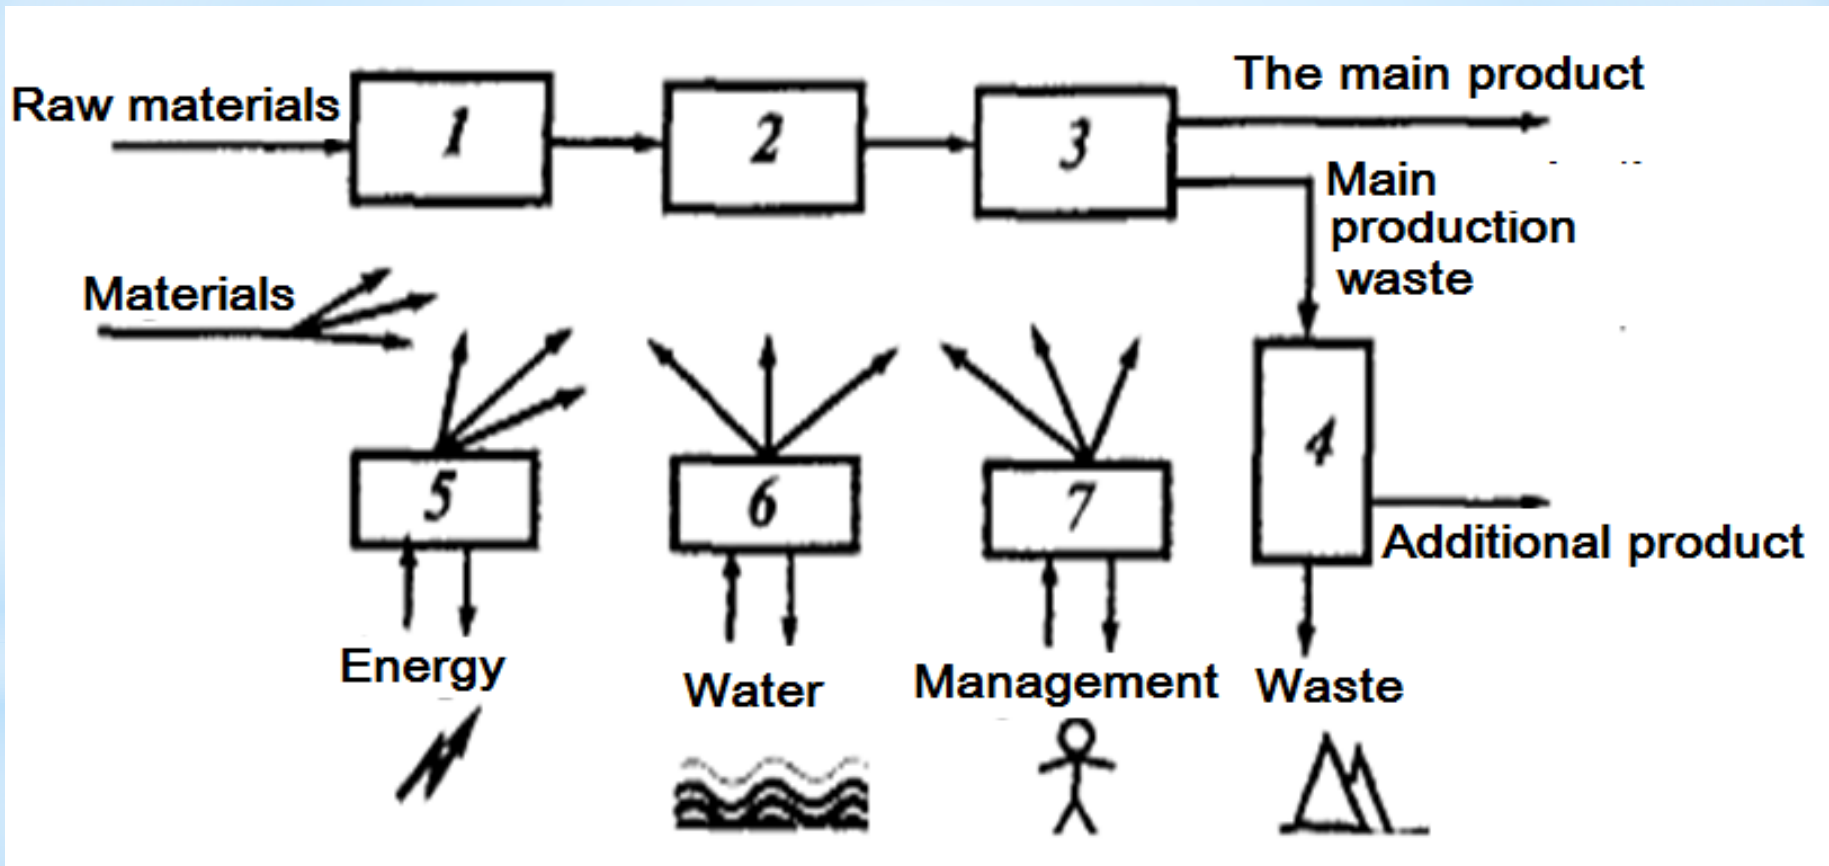 Raw materials
1
2
3
The main product
Main
production
waste
Materials
4
5
6
7
Additional product
Energy
Water
Management
Waste